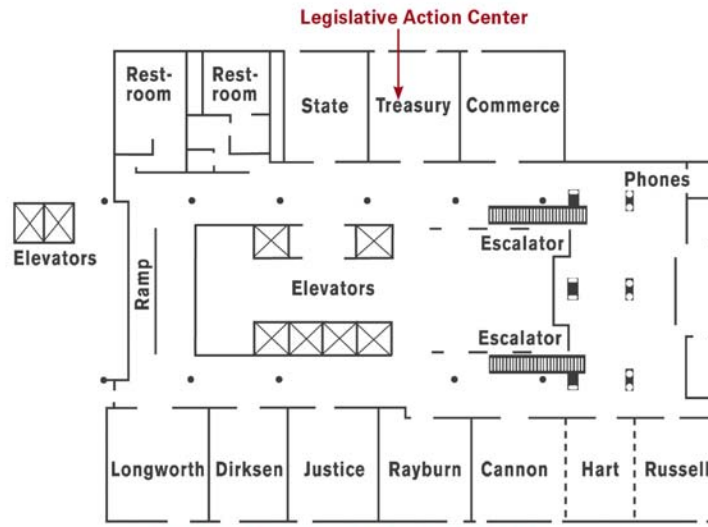 Legislative Action Center
Rest-
room
Rest-
room
State
Treasury
Commerce
Phones
Escalator
Elevators
Ramp
Elevators
Escalator
Longworth
Dirksen
Justice
Rayburn
Cannon
Hart
Russell